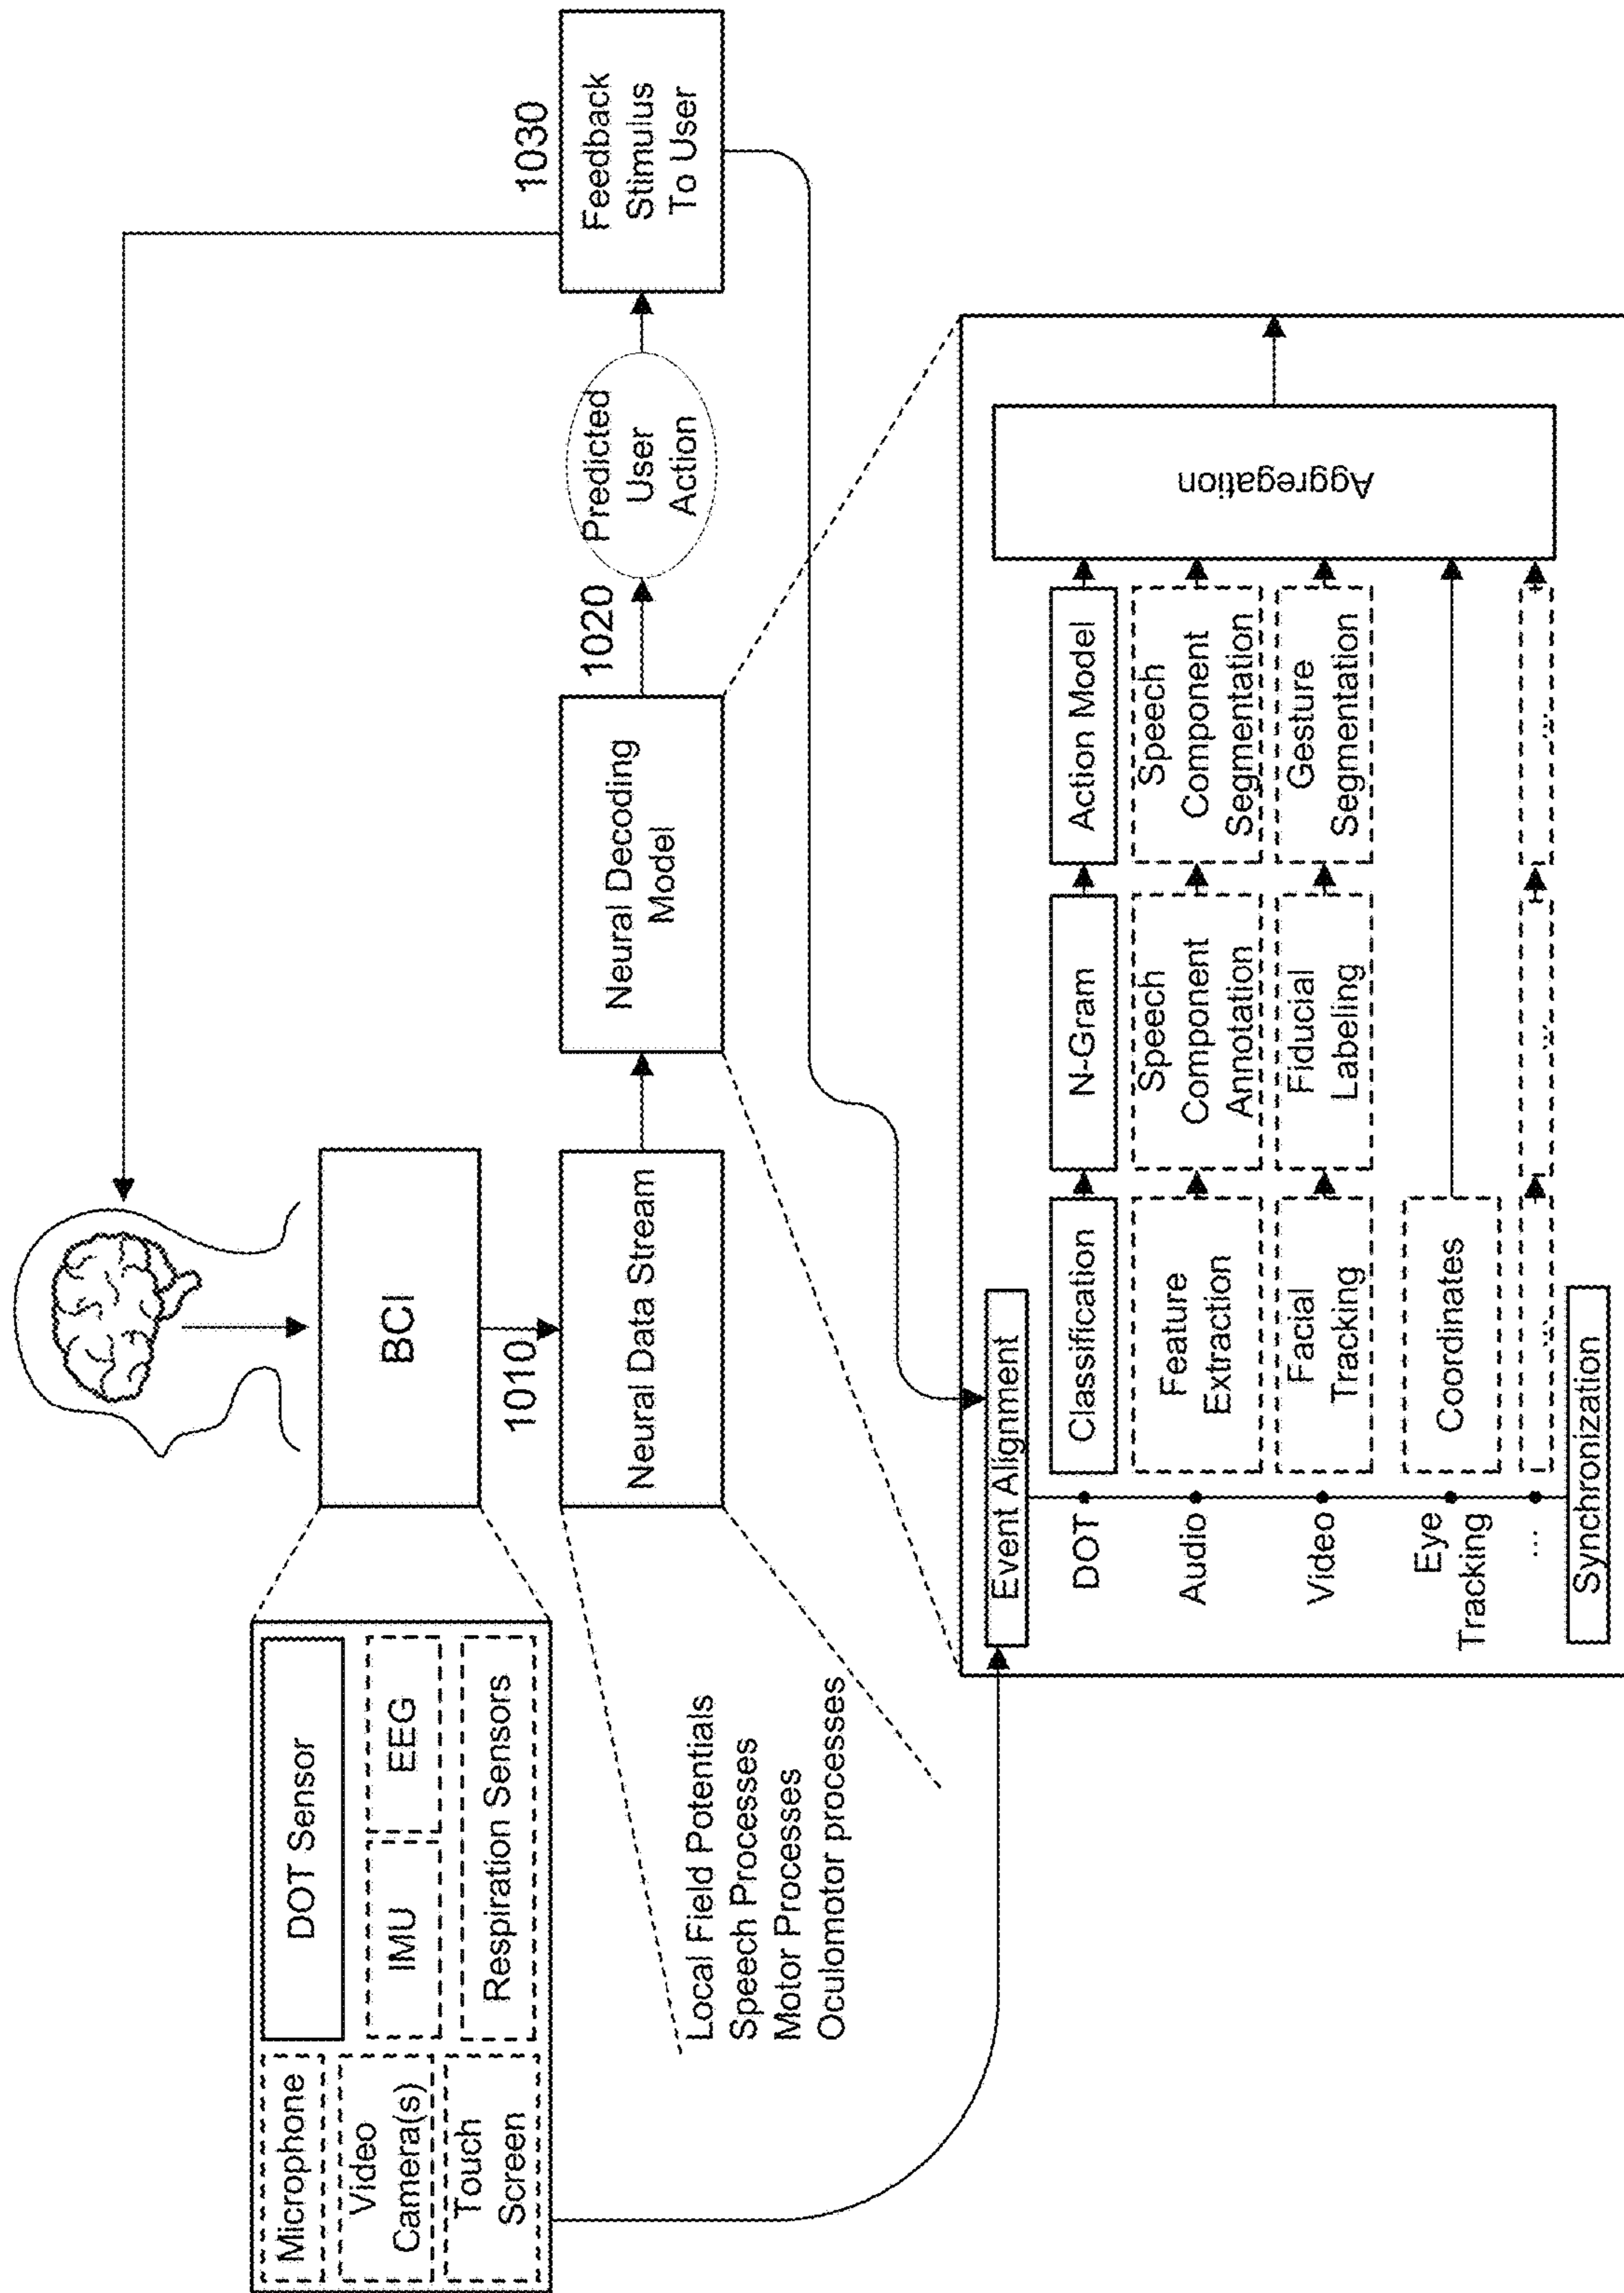 Microphone
Video
Camera(s)
Touch
Screen
DOT Sensor
IMU
EEG
Respiration Sensors
BCI
1010
Neural Data Stream
Neural Decoding
Model
1020
Predicted
User
Action
1030
Feedback
Stimulus
To User
Local Field Potentials
Speech Processes
Motor Processes
Oculomotor processes
Event Alignment
DOT
Classification
N-Gram
Action Model
Audio
Feature
Extraction
Speech
Component
Annotation
Speech
Component
Segmentation
Video
Facial
Tracking
Fiducial
Labeling
Gesture
Segmentation
Eye
Tracking
Coordinates
...
Synchronization
Aggregation